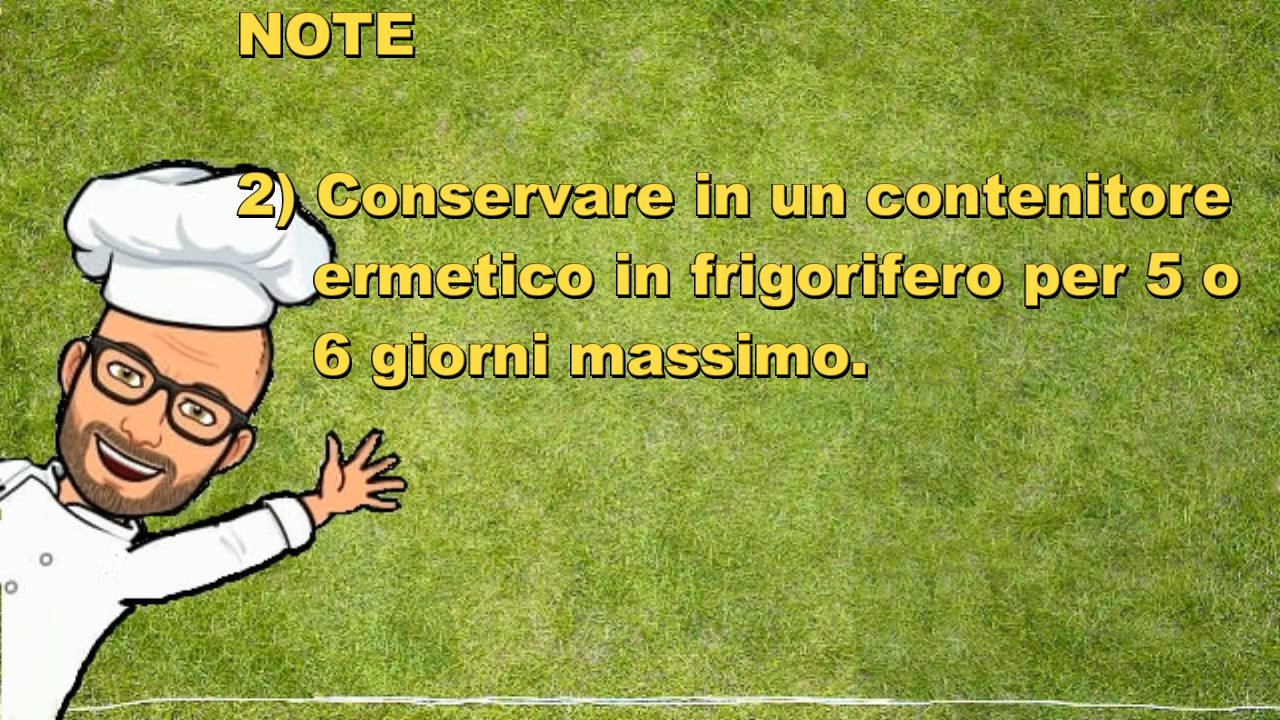 NOTE
2) Conservare in un contenitore
ermetico in frigorifero per 5 o
6 giorni massimo.